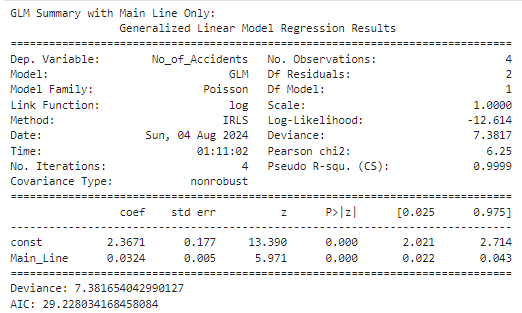 GLM Summary with Main Line Only:
Generalized Linear Model Regression Results
==============================================================================
Dep. Variable: No_of_Accidents No. Observations: 4
Model: GLM Df Residuals: 2
Model Family: Poisson Df Model: 1
Link Function: log Scale: 1.0000
Method: IRLS Log-Likelihood: -12.614
Date: Sun, 04 Aug 2024 Deviance: 7.3817
Time: 01:11:02 Pearson chi2: 6.25
No. Iterations: 4 Pseudo R-squ. (CS): 0.9999
Covariance Type: nonrobust
==============================================================================
coef std err z P>|z| [0.025 0.975]
------------------------------------------------------------------------------
const 2.3671 0.177 13.390 0.000 2.021 2.714
Main_Line 0.0324 0.005 5.971 0.000 0.022 0.043
==============================================================================
Deviance: 7.381654042990127
AIC: 29.228034168458084